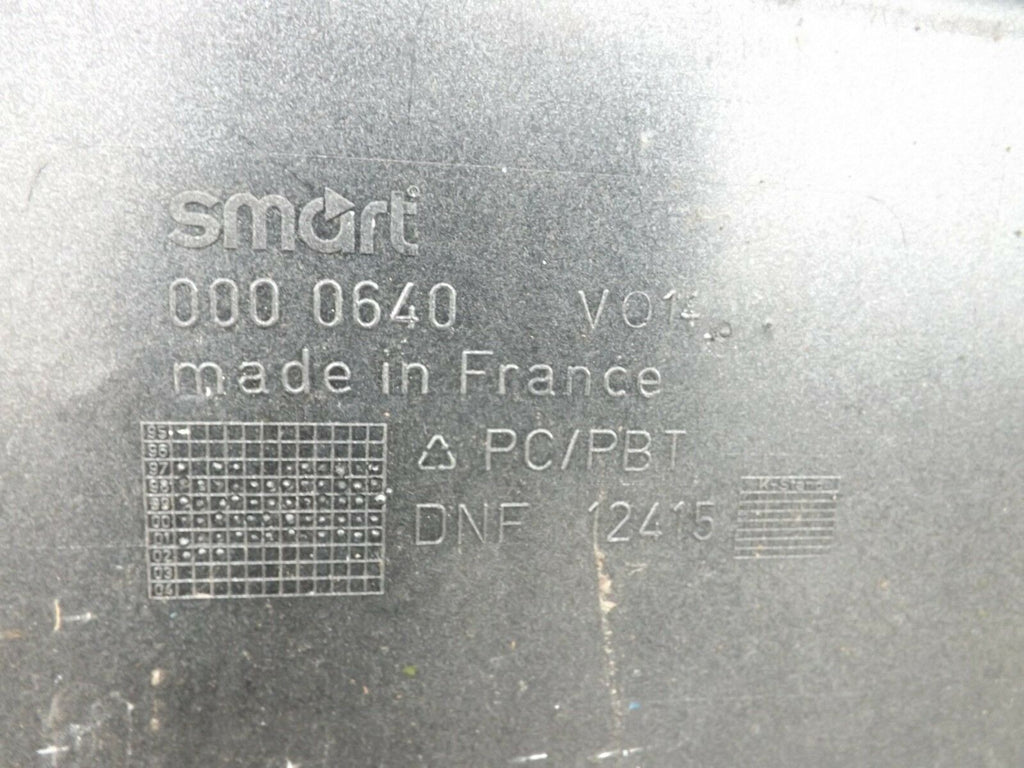 smart®
000 0640 V014
made in France
PC/PBT
DNF 12415
95
96
97
98
99
00
01
02
03
04